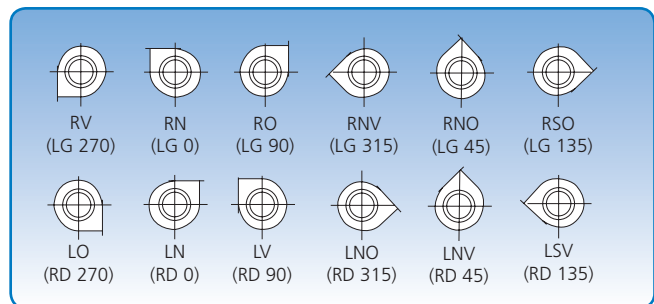 RV RN RO RNV RNO RSO
(LG 270) (LG 0) (LG 90) (LG 315) (LG 45) (LG 135)
LO LN LV LNO LNV LSV
(RD 270) (RD 0) (RD 90) (RD 315) (RD 45) (RD 135)